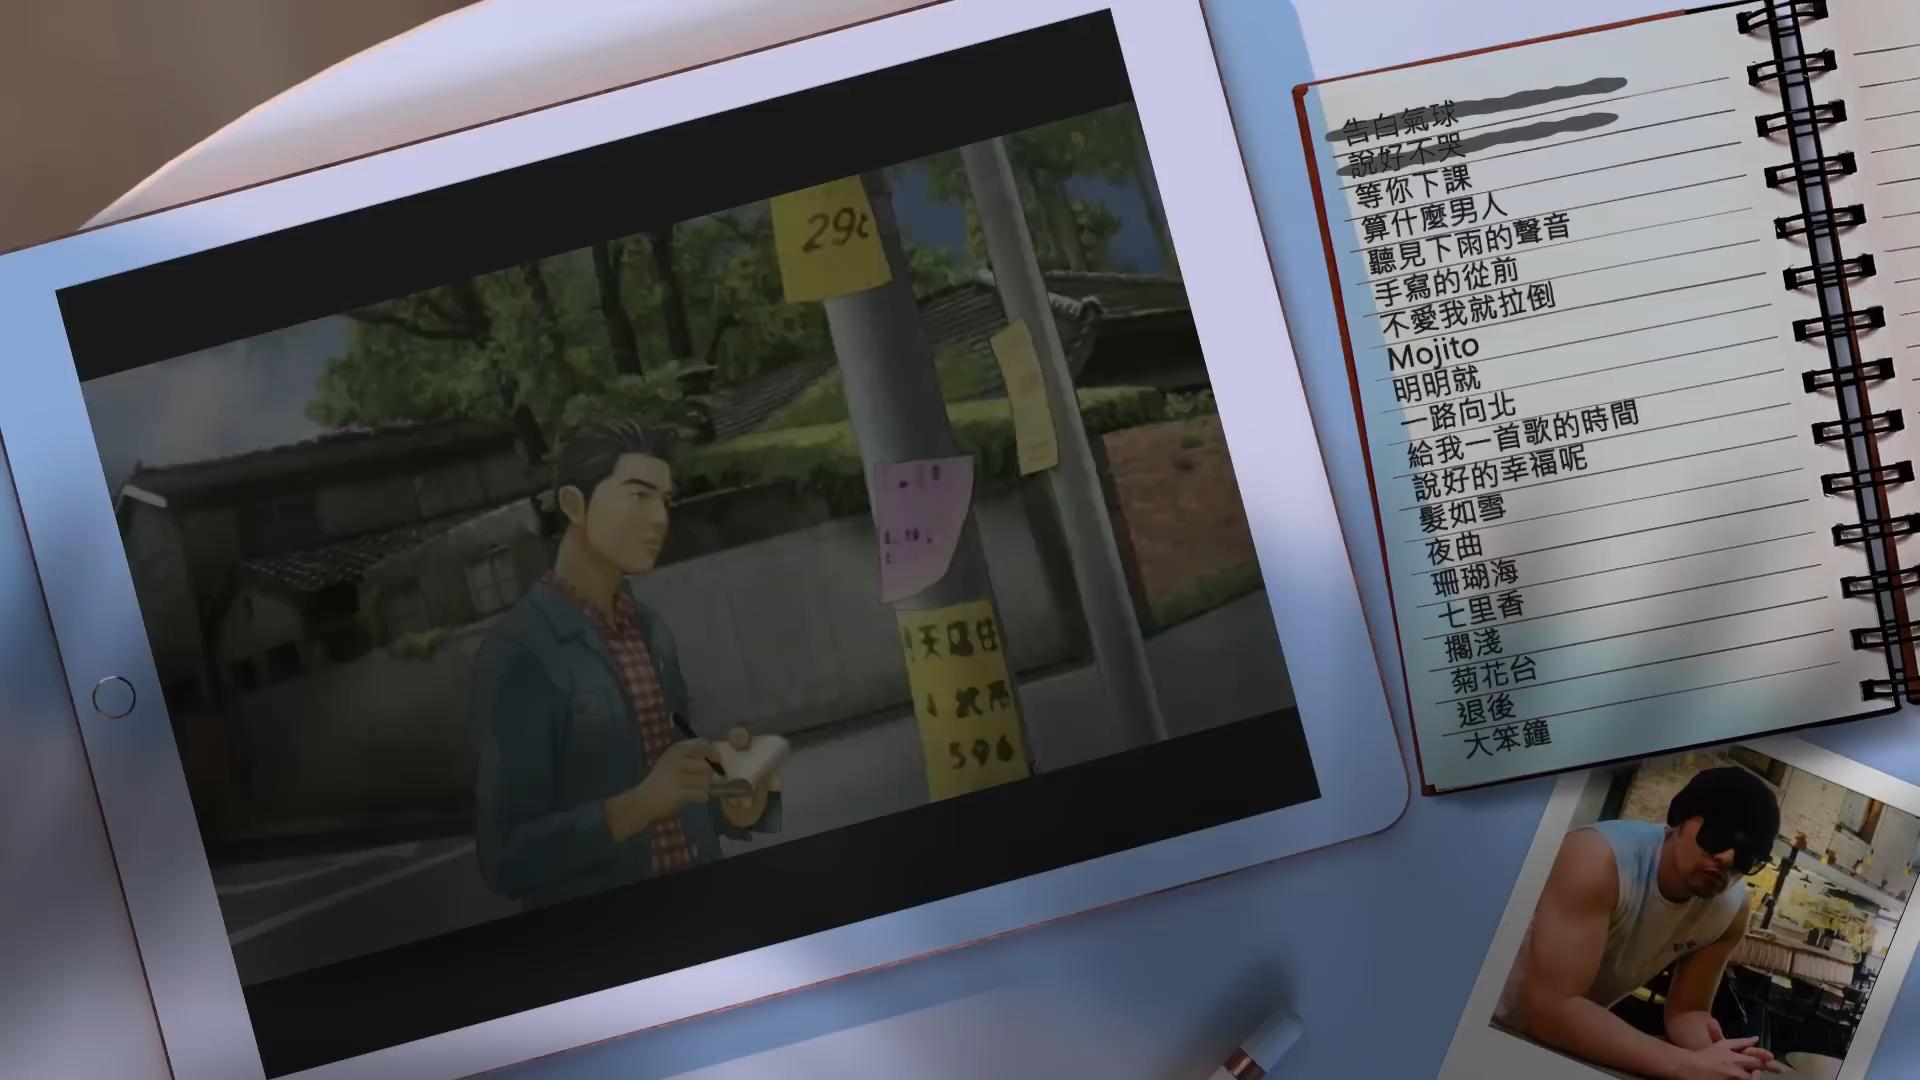 告白氣球
說好不哭
等你下課
算什麼男人
聽見下雨的聲音
手寫的從前
不愛我就拉倒
Mojito
明明就
一路向北
給我一首歌的時間
說好的幸福呢
髮如雪
夜曲
珊瑚海
七里香
擱淺
菊花台
退後
大笨鐘
290
天
596